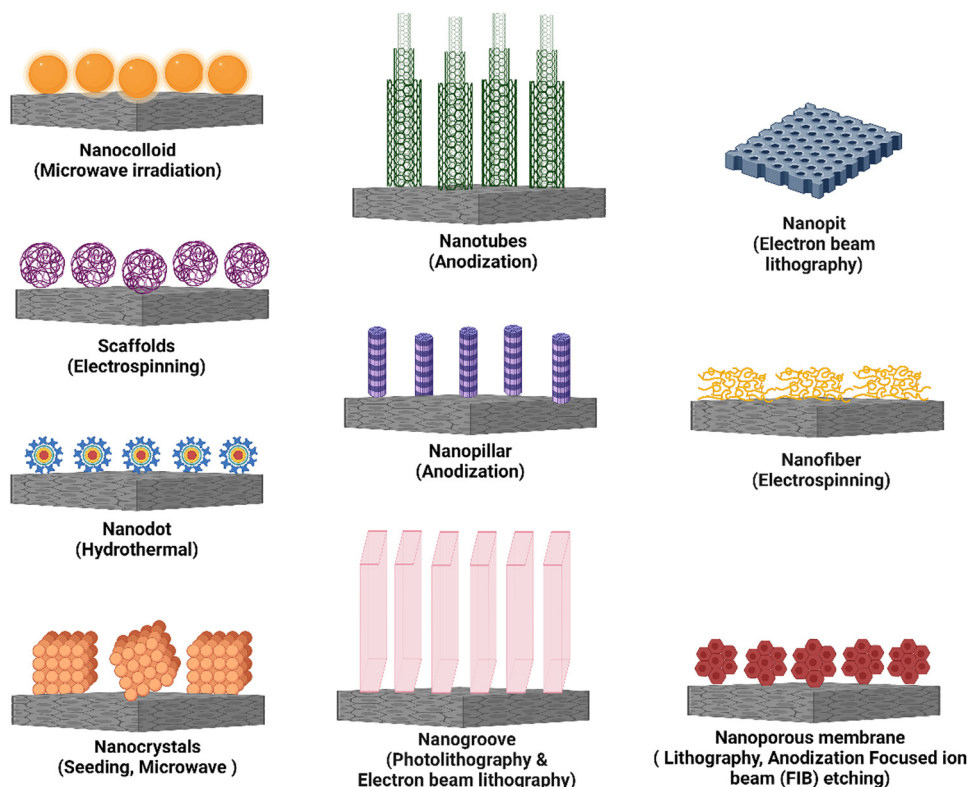 Nanocolloid
(Microwave irradiation)
Scaffolds
(Electrospinning)
Nanodot
(Hydrothermal)
Nanocrystals
(Seeding, Microwave )
Nanotubes
(Anodization)
Nanopillar
(Anodization)
Nanogroove
(Photolithography &
Electron beam lithography)
Nanopit
(Electron beam
lithography)
Nanofiber
(Electrospinning)
Nanoporous membrane
( Lithography, Anodization Focused ion
beam (FIB) etching)